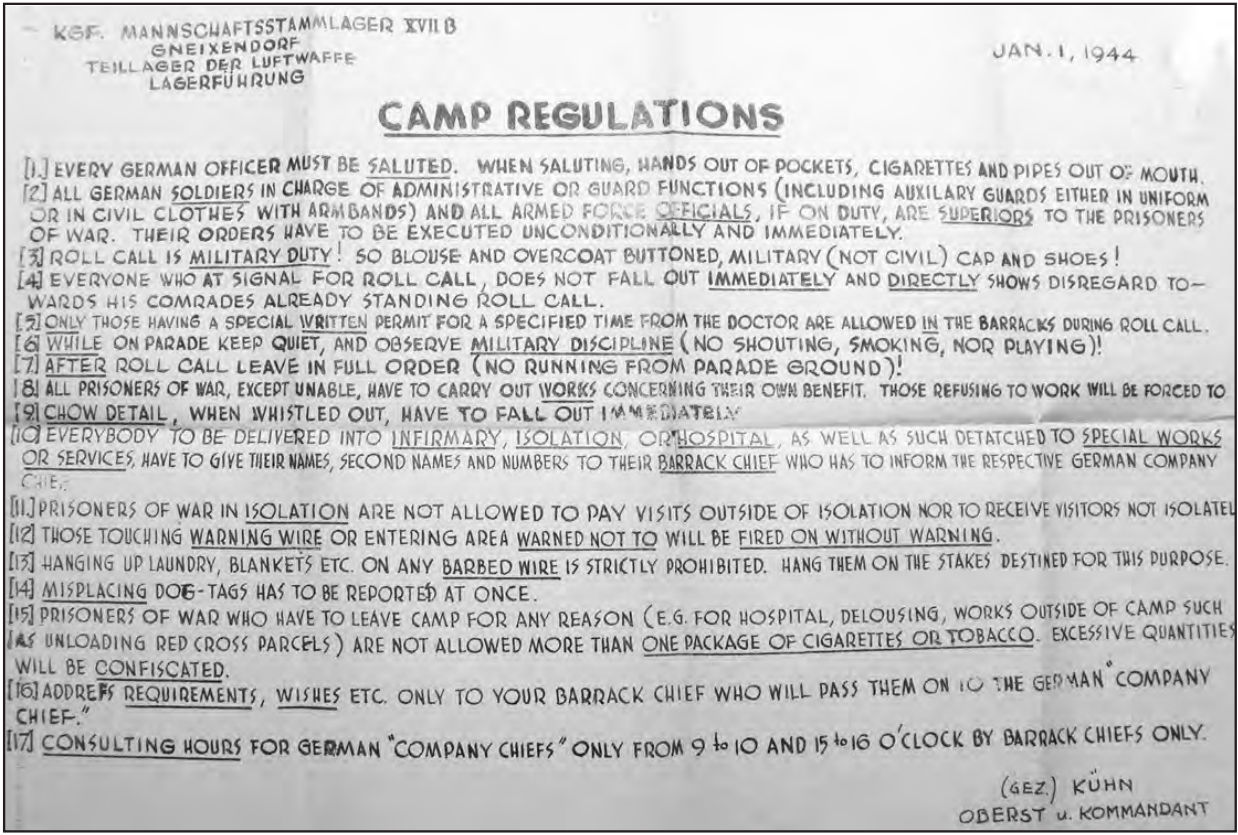 KGF. MANNSCHAFTSSTAMMLAGER XVII B
GNEIXENDORF
TEILLAGER DER LUFTWAFFE
LAGERFÜHRUNG
JAN. 1, 1944
CAMP REGULATIONS
[1.] EVERY GERMAN OFFICER MUST BE SALUTED. WHEN SALUTING, HANDS OUT OF POCKETS, CIGARETTES AND PIPES OUT OF MOUTH.
[2] ALL GERMAN SOLDIERS IN CHARGE OF ADMINISTRATIVE OR GUARD FUNCTIONS (INCLUDING AUXILARY GUARDS EITHER IN UNIFORM
OR IN CIVIL CLOTHES WITH ARMBANDS) AND ALL ARMED FORCE OFFICIALS, IF ON DUTY, ARE SUPERIORS TO THE PRISONERS
OF WAR. THEIR ORDERS HAVE TO BE EXECUTED UNCONDITIONALLY AND IMMEDIATELY.
[3] ROLL CALL IS MILITARY DUTY! SO BLOUSE AND OVERCOAT BUTTONED, MILITARY (NOT CIVIL) CAP AND SHOES!
[4] EVERYONE WHO AT SIGNAL FOR ROLL CALL, DOES NOT FALL OUT IMMEDIATELY AND DIRECTLY SHOWS DISREGARD TO-
WARDS HIS COMRADES ALREADY STANDING ROLL CALL.
[5] ONLY THOSE HAVING A SPECIAL WRITTEN PERMIT FOR A SPECIFIED TIME FROM THE DOCTOR ARE ALLOWED IN THE BARRACKS DURING ROLL CALL.
[6] WHILE ON PARADE KEEP QUIET, AND OBSERVE MILITARY DISCIPLINE (NO SHOUTING, SMOKING, NOR PLAYING)!
[7] AFTER ROLL CALL LEAVE IN FULL ORDER (NO RUNNING FROM PARADE GROUND)!
[8] ALL PRISONERS OF WAR, EXCEPT UNABLE, HAVE TO CARRY OUT WORKS CONCERNING THEIR OWN BENEFIT. THOSE REFUSING TO WORK WILL BE FORCED TO
[9] CHOW DETAIL, WHEN WHISTLED OUT, HAVE TO FALL OUT IMMEDIATELY
[10] EVERYBODY TO BE DELIVERED INTO INFIRMARY, ISOLATION, OR HOSPITAL, AS WELL AS SUCH DETATCHED TO SPECIAL WORKS
OR SERVICES, HAVE TO GIVE THEIR NAMES, SECOND NAMES AND NUMBERS TO THEIR BARRACK CHIEF WHO HAS TO INFORM THE RESPECTIVE GERMAN COMPANY
CHIEF
[11.] PRISONERS OF WAR IN ISOLATION ARE NOT ALLOWED TO PAY VISITS OUTSIDE OF ISOLATION NOR TO RECEIVE VISITORS NOT ISOLATE
[12] THOSE TOUCHING WARNING WIRE OR ENTERING AREA WARNED NOT TO WILL BE FIRED ON WITHOUT WARNING.
[13] HANGING UP LAUNDRY, BLANKETS ETC. ON ANY BARBED WIRE IS STRICTLY PROHIBITED. HANG THEM ON THE STAKES DESTINED FOR THIS PURPOSE.
[14] MISPLACING DOG-TAGS HAS TO BE REPORTED AT ONCE.
[15] PRISONERS OF WAR WHO HAVE TO LEAVE CAMP FOR ANY REASON (E.G. FOR HOSPITAL, DELOUSING, WORKS OUTSIDE OF CAMP SUCH
AS UNLOADING RED CROSS PARCELS) ARE NOT ALLOWED MORE THAN ONE PACKAGE OF CIGARETTES OR TOBACCO. EXCESSIVE QUANTITIES
WILL BE CONFISCATED.
[16] ADDRESS REQUIREMENTS, WISHES ETC. ONLY TO YOUR BARRACK CHIEF WHO WILL PASS THEM ON TO THE GERMAN "COMPANY
CHIEF."
[17] CONSULTING HOURS FOR GERMAN "COMPANY CHIEFS" ONLY FROM 9 to 10 AND 15 to 16 O'CLOCK BY BARRACK CHIEFS ONLY.
(GEZ.) KÜHN
OBERST u. KOMMANDANT